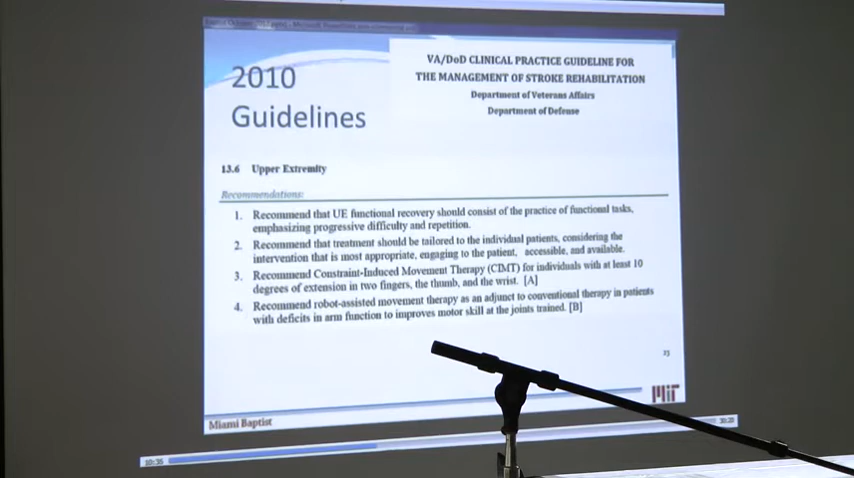 2010
Guidelines
VA/DoD CLINICAL PRACTICE GUIDELINE FOR
THE MANAGEMENT OF STROKE REHABILITATION
Department of Veterans Affairs
Department of Defense
13.6 Upper Extremity
Recommendations:
1. Recommend that UE functional recovery should consist of the practice of functional tasks,
emphasizing progressive difficulty and repetition.
2. Recommend that treatment should be tailored to the individual patients, considering the
intervention that is most appropriate, engaging to the patient, accessible, and available.
3. Recommend Constraint-Induced Movement Therapy (CIMT) for individuals with at least 10
degrees of extension in two fingers, the thumb, and the wrist. [A]
4. Recommend robot-assisted movement therapy as an adjunct to conventional therapy in patients
with deficits in arm function to improves motor skill at the joints trained. [B]
23
MIT
Miami Baptist
10:36
30:28